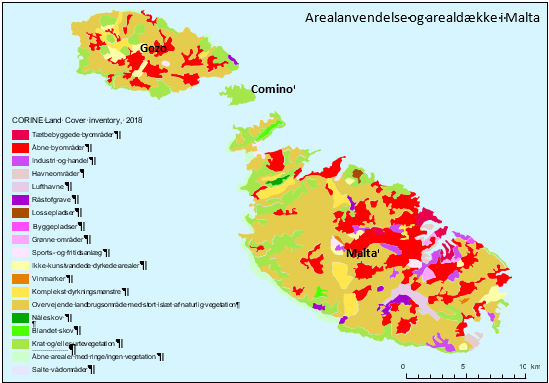 Arealanvendelse·og·arealdække·i·Malta
Gozo
Comino'
CORINE·Land·Cover·inventory,·2018
Tætbebyggede·byområder¶
Åbne·byområder¶
Industri·og·handel¶
Havneområder¶
Lufthavne¶
Råstofgrave¶
Lossepladser¶
Byggepladser¶
Grønne·områder¶
Sports-·og·fritidsanlæg¶
Ikke-kunstvandede·dyrkede·arealer¶
Vinmarker¶
Komplekst·dyrkningsmønstre¶
Overvejende·landbrugsområde·med·stort·islæt·af·naturlig·vegetation¶
Nåleskov¶
Blandet·skov¶
Krat·og/eller·urtevegetation¶
Åbne·arealer·med·ringe/ingen·vegetation¶
Salte·vådområder¶
Malta'
0 5 10 km